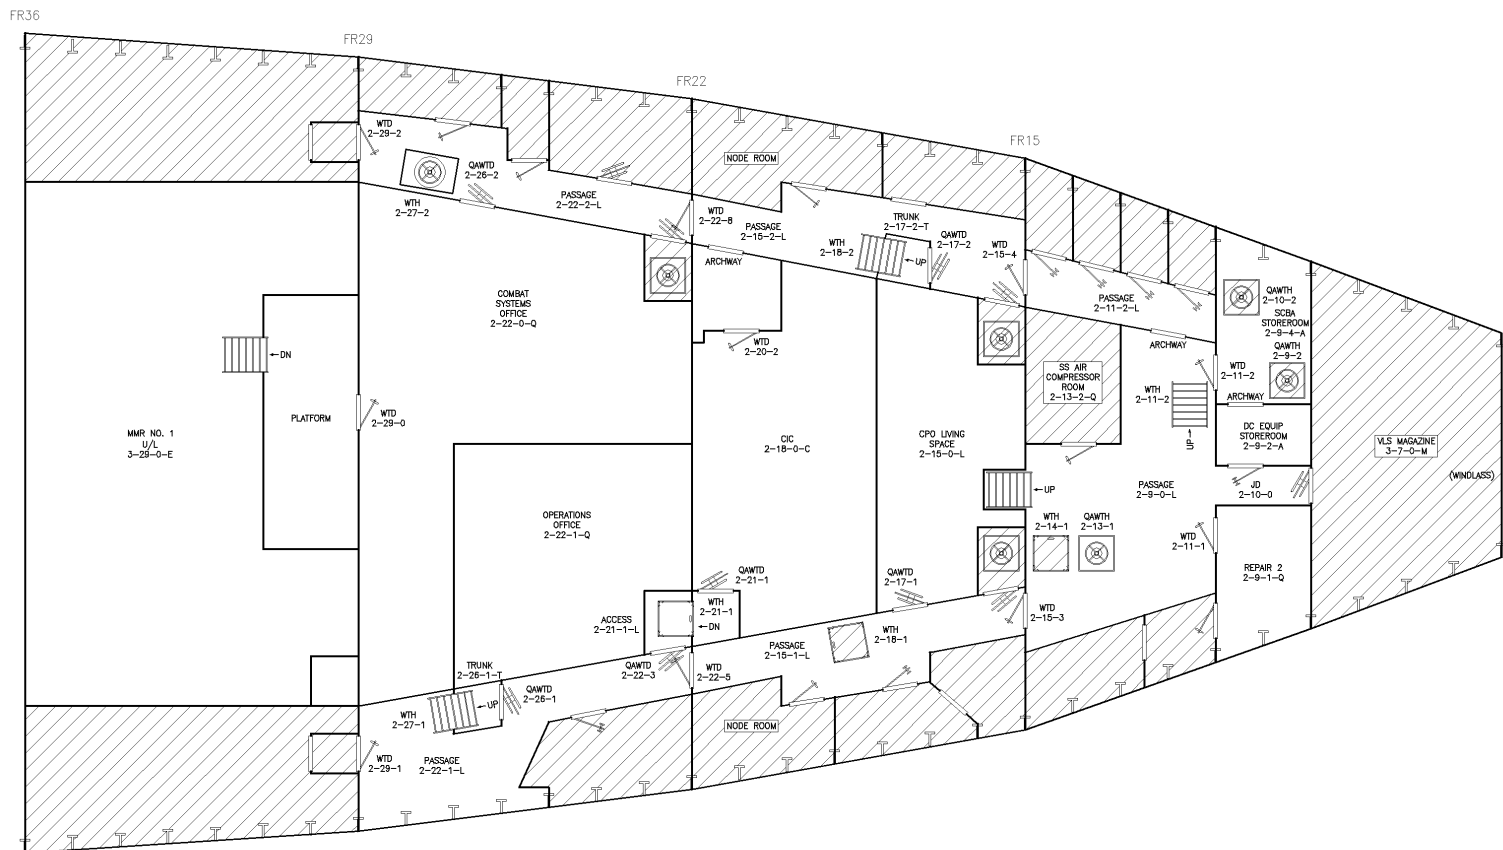 FR36
FR29
FR22
FR15
WTD
2-29-2
QAWTD
2-26-2
WTH
2-27-2
PASSAGE
2-22-2-L
WTD
2-22-8
NODE ROOM
PASSAGE
2-15-2-L
ARCHWAY
TRUNK
2-17-2-T
WTH
2-18-2
UP
QAWTD
2-17-2
WTD
2-15-4
PASSAGE
2-11-2-L
ARCHWAY
QAWTH
2-10-2
SCBA
STOREROOM
2-9-4-A
QAWTH
2-9-2
WTD
2-11-2
ARCHWAY
COMBAT
SYSTEMS
OFFICE
2-22-0-Q
WTD
2-20-2
DN
PLATFORM
WTD
2-29-0
MMR NO. 1
U/L
3-29-0-E
SS AIR
COMPRESSOR
ROOM
2-13-2-Q
WTH
2-11-2
UP
DC EQUIP
STOREROOM
2-9-2-A
CIC
2-18-0-C
CPO LIVING
SPACE
2-15-0-L
VLS MAGAZINE
3-7-0-M
(WINDLASS)
UP
PASSAGE
2-9-0-L
JD
2-10-0
OPERATIONS
OFFICE
2-22-1-Q
WTH
2-14-1
QAWTH
2-13-1
WTD
2-11-1
REPAIR 2
2-9-1-Q
QAWTD
2-21-1
WTH
2-21-1
DN
ACCESS
2-21-1-L
QAWTD
2-17-1
WTD
2-15-3
WTH
2-18-1
PASSAGE
2-15-1-L
TRUNK
2-26-1-T
QAWTD
2-22-3
WTD
2-22-5
QAWTD
2-26-1
UP
WTH
2-27-1
NODE ROOM
WTD
2-29-1
PASSAGE
2-22-1-L